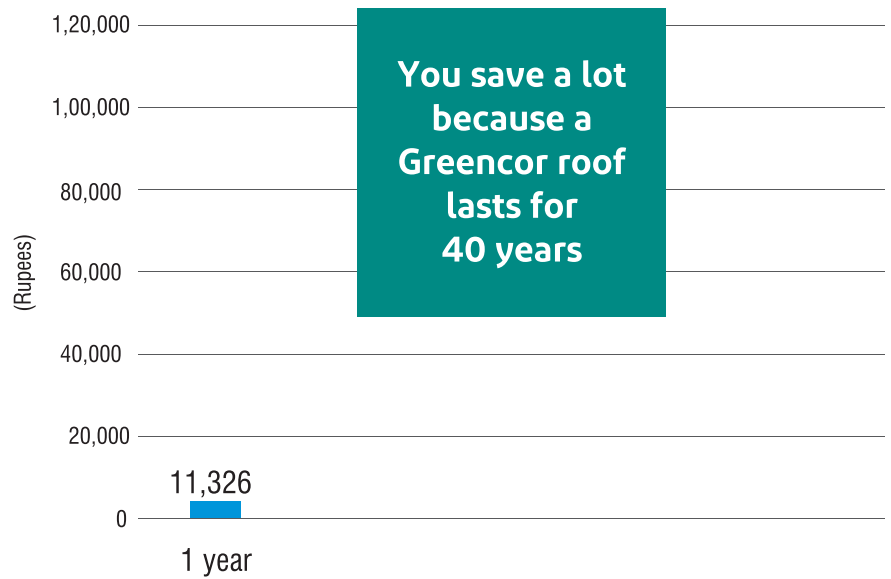 1,20,000
You save a lot
because a
Greencor roof
lasts for
40 years
1,00,000
80,000
60,000
(Rupees)
40,000
20,000
11,326
0
1 year